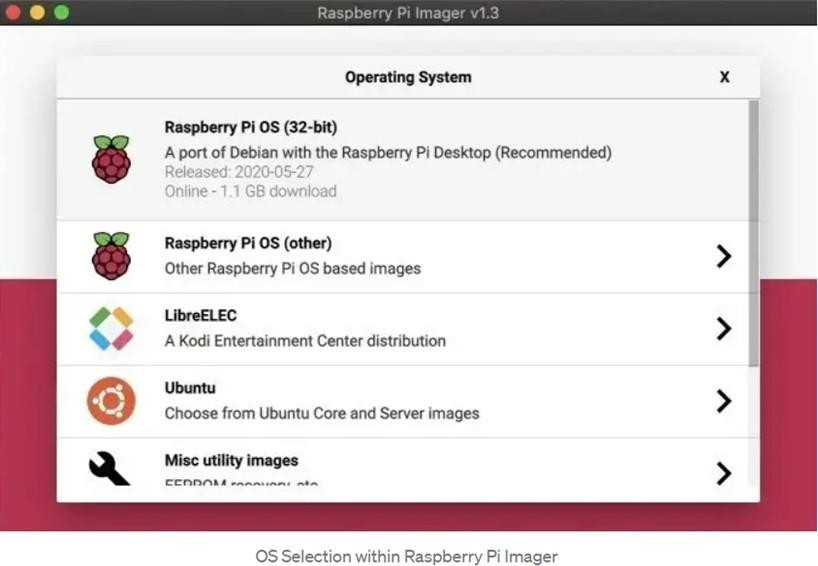 Raspberry Pi Imager v1.3
Operating System
X
Raspberry Pi OS (32-bit)
A port of Debian with the Raspberry Pi Desktop (Recommended)
Released: 2020-05-27
Online - 1.1 GB download
Raspberry Pi OS (other)
Other Raspberry Pi OS based images
LibreELEC
A Kodi Entertainment Center distribution
Ubuntu
Choose from Ubuntu Core and Server images
Misc utility images
EEPROM recovery, etc
OS Selection within Raspberry Pi Imager